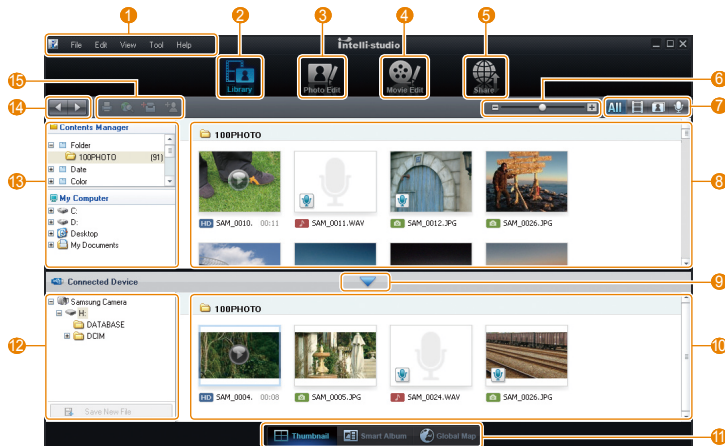 1 2 3 4 5
File Edit View Tool Help
intelli-studio
Library Photo Edit Movie Edit Share
15 6
14 All 7
Contents Manager
Folder
100PHOTO (91)
Date
Color
13
My Computer
C:
D:
Desktop
My Documents
100PHOTO
HD SAM_0010. 00:11 SAM_0011.WAV SAM_0012.JPG SAM_0026.JPG
8
Connected Device 9
Samsung Camera
H:
DATABASE
DCIM
12
Save New File
100PHOTO
HD SAM_0004. 00:08 SAM_0005.JPG SAM_0024.WAV SAM_0026.JPG
10
Thumbnail Smart Album Global Map 11